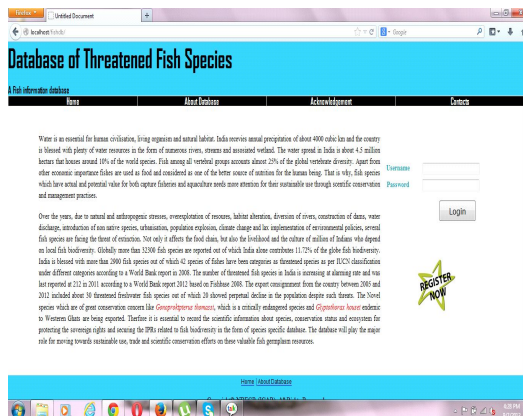 firefox
Untitled Document
localhost/fishdb/
Google
Database of Threatened Fish Species
A Fish information database
Home About Database Acknowledgement Contacts
Water is an essential for human civilisation, living organism and natural habitat. India recevies annual precipitation of about 4000 cubic km and the country
is blessed with plenty of water resources in the form of numerous rivers, streams and associated wetland. The water spread in India is about 4.5 million
hectars that houses around 10% of the world species. Fish among all vertebral groups accounts almost 25% of the global vertebrate diversity. Apart from
other economic importance fishes are used as food and considered as one of the better source of nutrition for the human being. That is why, fish species
which have actual and potential value for both capture fisheries and aquaculture needs more attention for their sustainable use through scentific conservation
and management practises.
Username
Password
Login
Over the years, due to natural and anthropogenic stresses, overexploitation of resources, habitat alteration, diversion of rivers, construction of dams, water
discharge, introduction of non native species, urbanisation, population explosion, climate change and lax implementation of environmental policies, several
fish species are facing the threat of extinction. Not only it affects the food chain, but also the livelihood and the culture of million of Indians who depend
on local fish biodiversity. Globally more than 32300 fish species are reported out of which India alone contributes 11.72% of the globe fish biodiversity.
India is blessed with more than 2900 fish species out of which 42 species of fishes have been categories as threatened species as per IUCN classification
under different categories according to a World Bank report in 2008. The number of threatened fish species in India is increasing at alarming rate and was
last reported at 212 in 2011 according to a World Bank report 2012 based on Fishbase 2008. The export consignment from the country between 2005 and
2012 included about 30 threatened freshwater fish species out of which 20 showed perpetual decline in the population despite such threats. The Novel
species which are of great conservation concern like Gonoproktopterus thomassi, which is a critically endangered species and Glyptothorax housei endemic
to Western Ghats are being exported. Therfore it is essential to record the scientific information about species, conservation status and ecosystem for
protecting the sovereign rights and securing the IPRs related to fish biodiversity in the form of species specific database. The database will play the major
role for moving towards sustainable use, trade and scientific conservation efforts on these valuable fish germplasm resources.
REGISTER
NOW
Home | About Database
4:20 PM